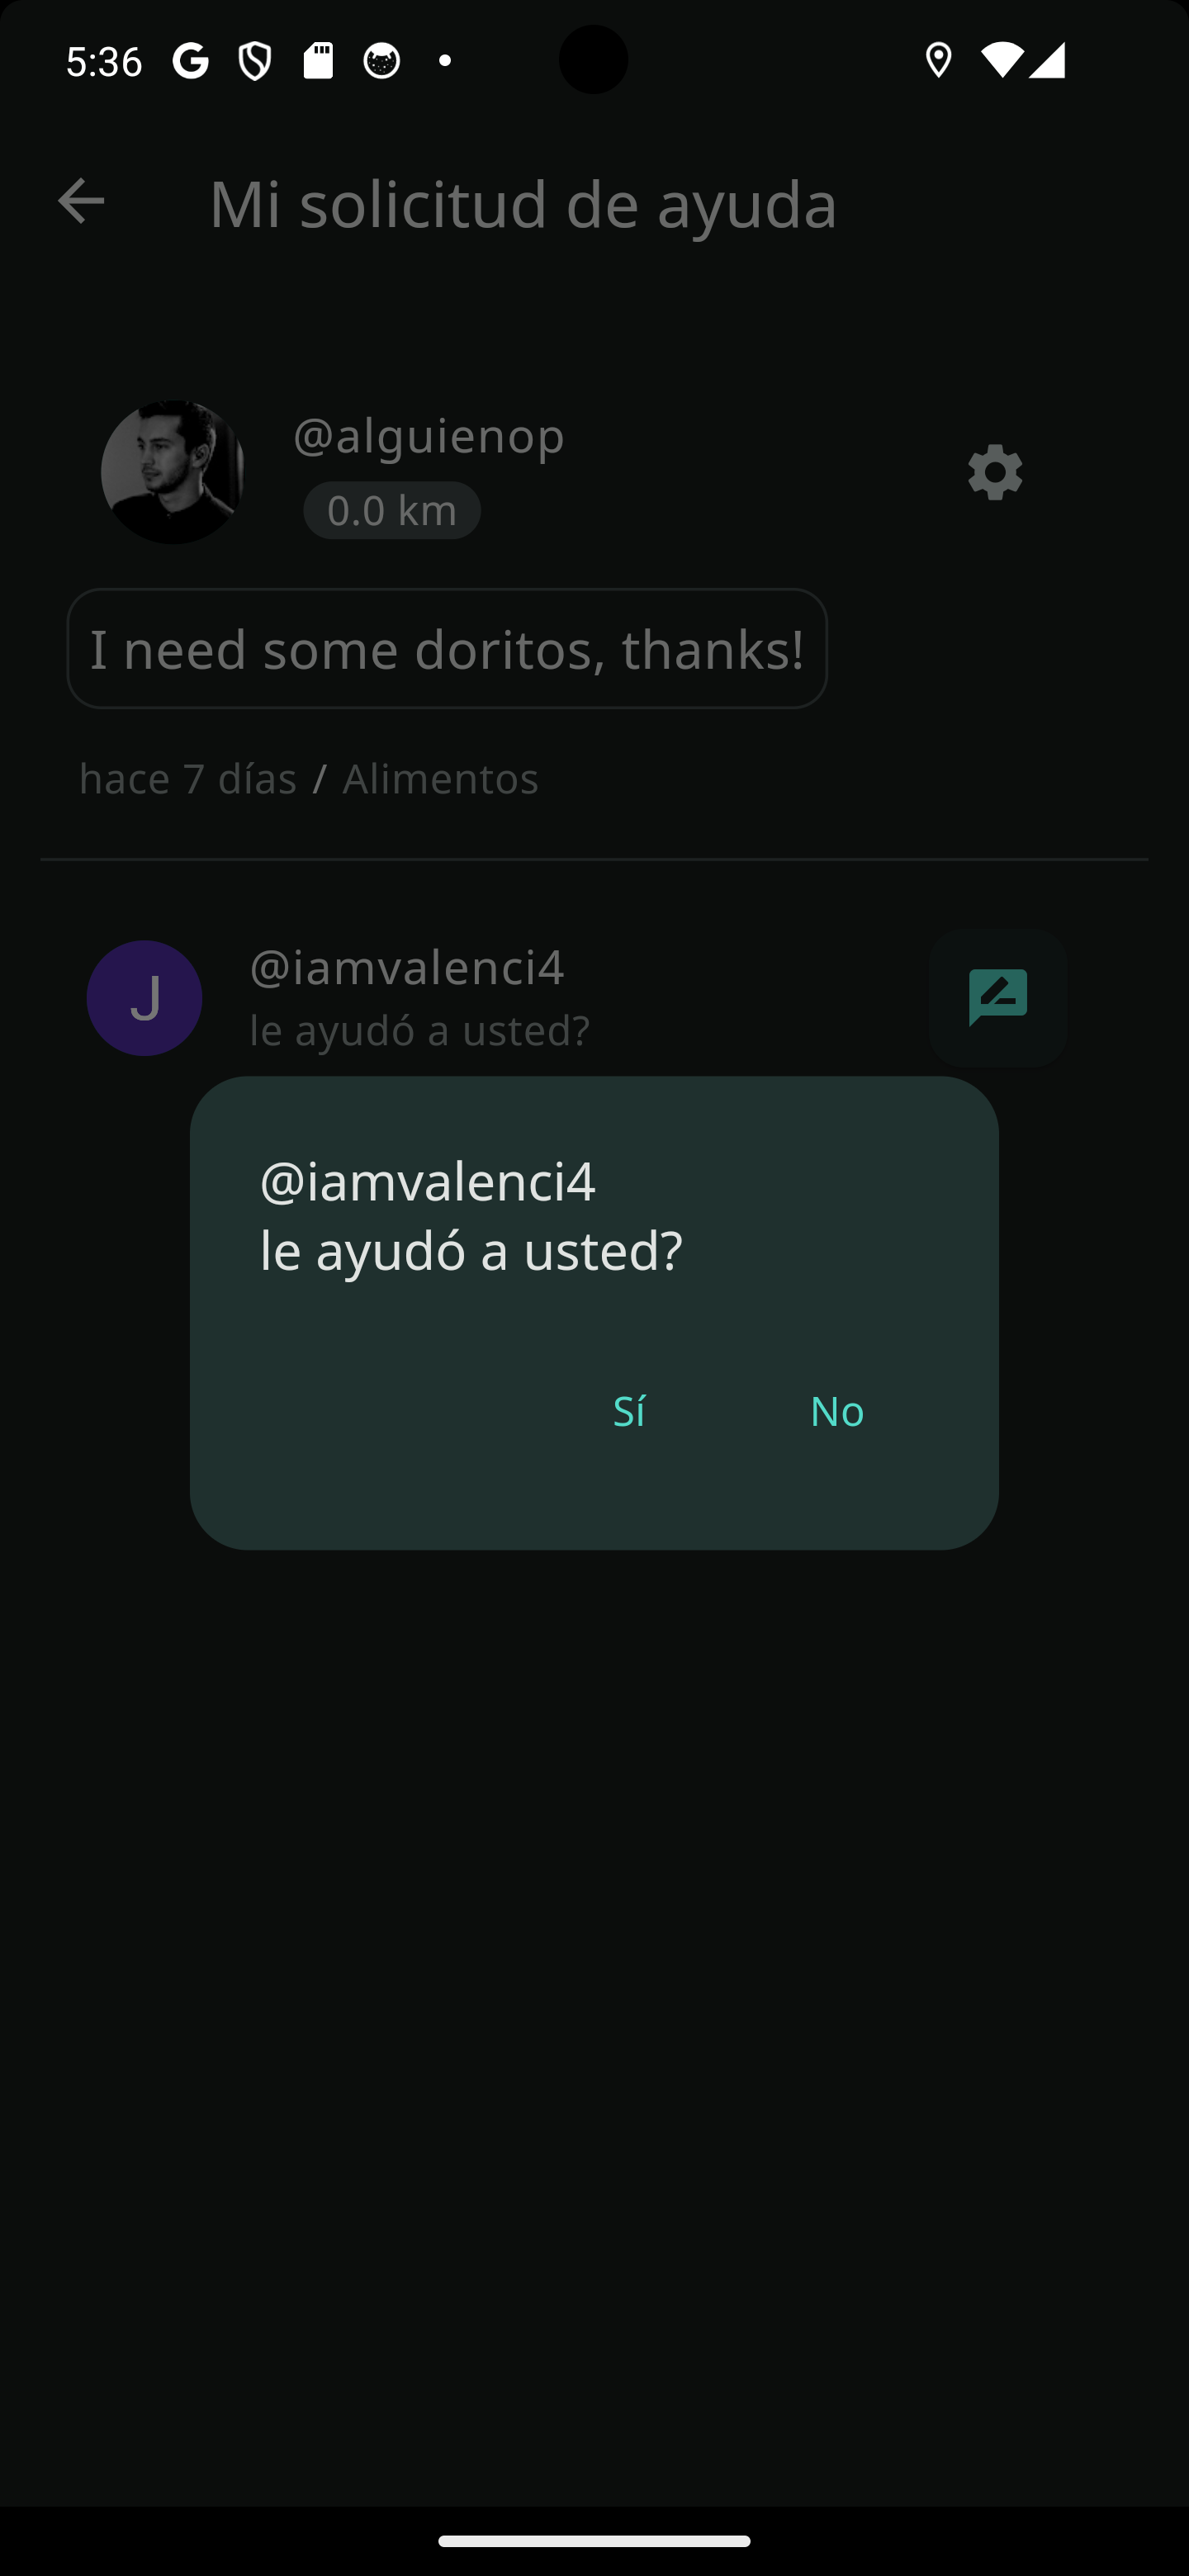 5:36
Mi solicitud de ayuda
@alguienop
0.0 km
I need some doritos, thanks!
hace 7 días / Alimentos
J
@iamvalenci4
le ayudó a usted?
@iamvalenci4
le ayudó a usted?
Sí No